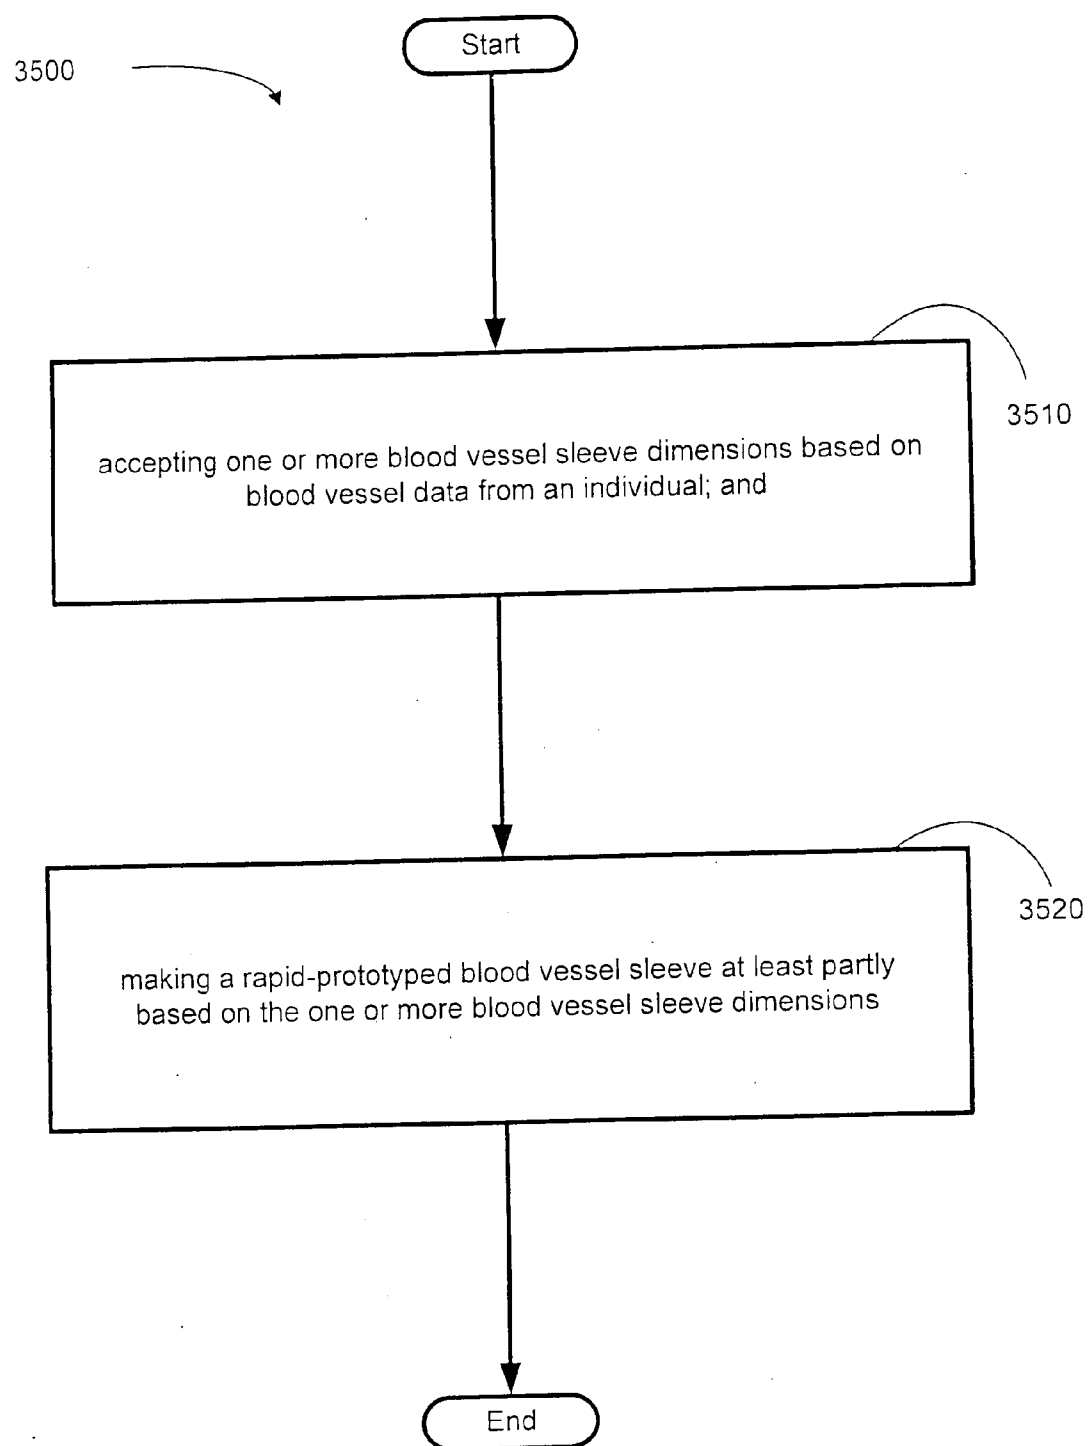 Start
3500
3510
accepting one or more blood vessel sleeve dimensions based on
blood vessel data from an individual; and
3520
making a rapid-prototyped blood vessel sleeve at least partly
based on the one or more blood vessel sleeve dimensions
End